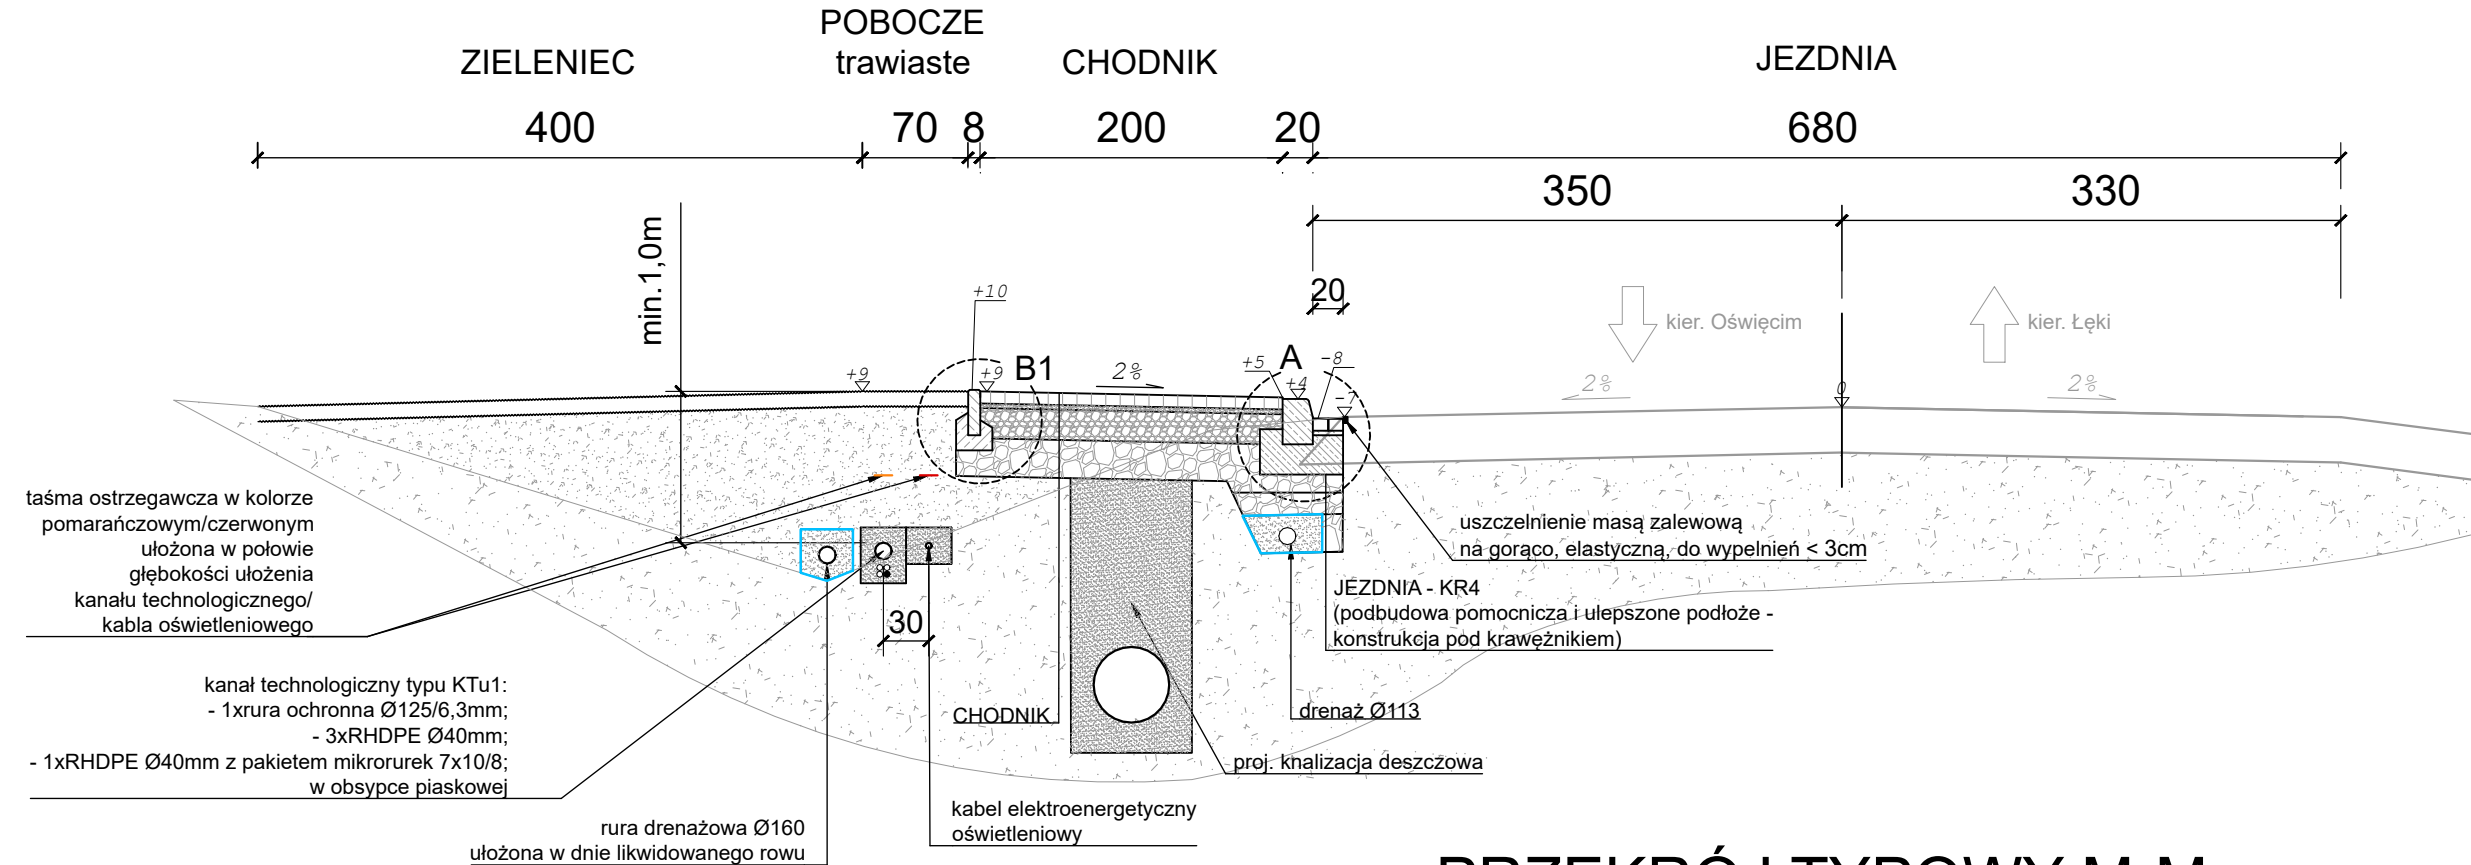 POBOCZE
ZIELENIEC
trawiaste
CHODNIK
JEZDNIA
400
70
8
200
20
680
350
330
min.1,0m
+10
20
kier. Oświęcim
kier. Łęki
+9
+9
B1
2%
+5
A
-8
+4
-7
2%
0
2%
taśma ostrzegawcza w kolorze
pomarańczowym/czerwonym
ułożona w połowie
głębokości ułożenia
kanału technologicznego/
kabla oświetleniowego
uszczelnienie masą zalewową
na gorąco, elastyczną, do wypelnień < 3cm
JEZDNIA - KR4
(podbudowa pomocnicza i ulepszone podłoże -
konstrukcja pod krawężnikiem)
30
kanał technologiczny typu KTu1:
- 1xrura ochronna Ø125/6,3mm;
- 3xRHDPE Ø40mm;
- 1xRHDPE Ø40mm z pakietem mikrorurek 7x10/8;
w obsypce piaskowej
CHODNIK
drenaż Ø113
proj. knalizacja deszczowa
kabel elektroenergetyczny
oświetleniowy
rura drenażowa Ø160
ułożona w dnie likwidowanego rowu
PRZEKRÓJ TYPOWY M-M